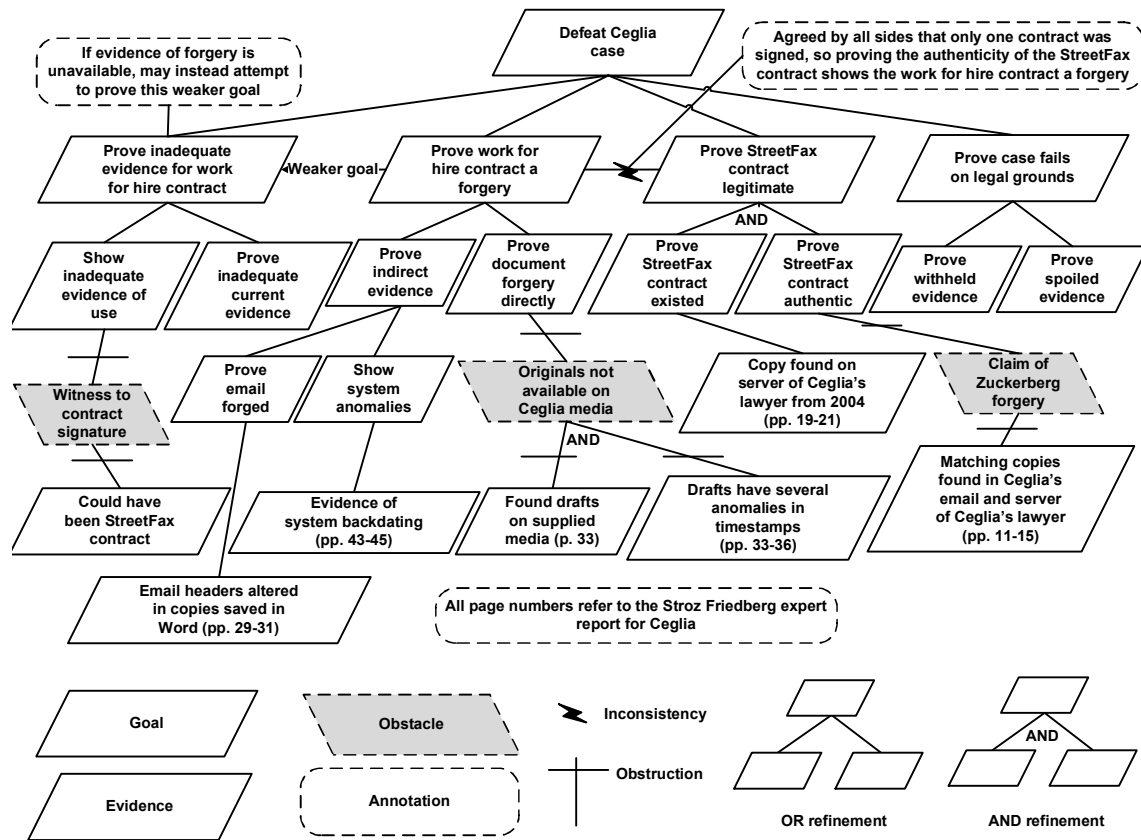 If evidence of forgery is
unavailable, may instead attempt
to prove this weaker goal
Defeat Ceglia
case
Agreed by all sides that only one contract was
signed, so proving the authenticity of the StreetFax
contract shows the work for hire contract a forgery
Prove inadequate
evidence for work
for hire contract
Weaker goal
Prove work for
hire contract a
forgery
Prove StreetFax
contract
legitimate
Prove case fails
on legal grounds
AND
Show
inadequate
evidence of
use
Prove
inadequate
current
evidence
Prove
indirect
evidence
Prove
document
forgery
directly
Prove
StreetFax
contract
existed
Prove
StreetFax
contract
authentic
Prove
withheld
evidence
Prove
spoiled
evidence
Witness to
contract
signature
Prove
email
forged
Show
system
anomalies
Originals not
available on
Ceglia media
Copy found on
server of Ceglia’s
lawyer from 2004
(pp. 19-21)
Claim of
Zuckerberg
forgery
AND
Could have
been StreetFax
contract
Evidence of
system backdating
(pp. 43-45)
Found drafts
on supplied
media (p. 33)
Drafts have several
anomalies in
timestamps
(pp. 33-36)
Matching copies
found in Ceglia’s
email and server
of Ceglia’s lawyer
(pp. 11-15)
Email headers altered
in copies saved in
Word (pp. 29-31)
All page numbers refer to the Stroz Friedberg expert
report for Ceglia
Goal
Obstacle
Inconsistency
AND
Evidence
Annotation
Obstruction
OR refinement
AND refinement